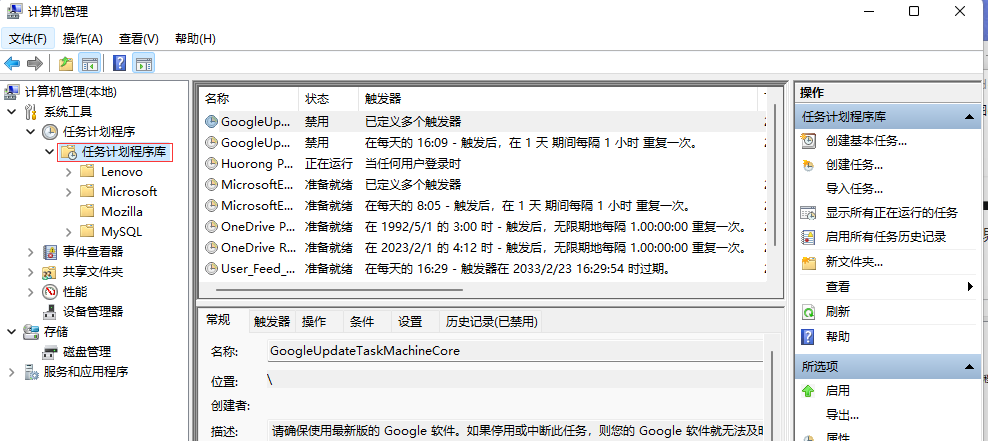 计算机管理
文件(F) 操作(A) 查看(V) 帮助(H)
计算机管理(本地)
系统工具
任务计划程序
任务计划程序库
Lenovo
Microsoft
Mozilla
MySQL
事件查看器
共享文件夹
性能
设备管理器
存储
磁盘管理
服务和应用程序
名称 状态 触发器
GoogleUp... 禁用 已定义多个触发器
GoogleUp... 禁用 在每天的 16:09 - 触发后，在 1 天 期间每隔 1 小时 重复一次。
Huorong P... 正在运行 当任何用户登录时
MicrosoftE... 准备就绪 已定义多个触发器
MicrosoftE... 准备就绪 在每天的 8:05 - 触发后，在 1 天 期间每隔 1 小时 重复一次。
OneDrive P... 准备就绪 在 1992/5/1 的 3:00 时 - 触发后，无限期地每隔 1.00:00:00 重复一次。
OneDrive R... 准备就绪 在 2023/2/1 的 4:12 时 - 触发后，无限期地每隔 1.00:00:00 重复一次。
User_Feed_... 准备就绪 在每天的 16:29 - 触发器在 2033/2/23 16:29:54 时过期。
常规 触发器 操作 条件 设置 历史记录(已禁用)
名称: GoogleUpdateTaskMachineCore
位置: \
创建者:
描述: 请确保使用最新版的 Google 软件。如果停用或中断此任务，则您的 Google 软件就无法及
操作
任务计划程序库
创建基本任务...
创建任务...
导入任务...
显示所有正在运行的任务
启用所有任务历史记录
新文件夹...
查看
刷新
帮助
所选项
启用
导出...
属性